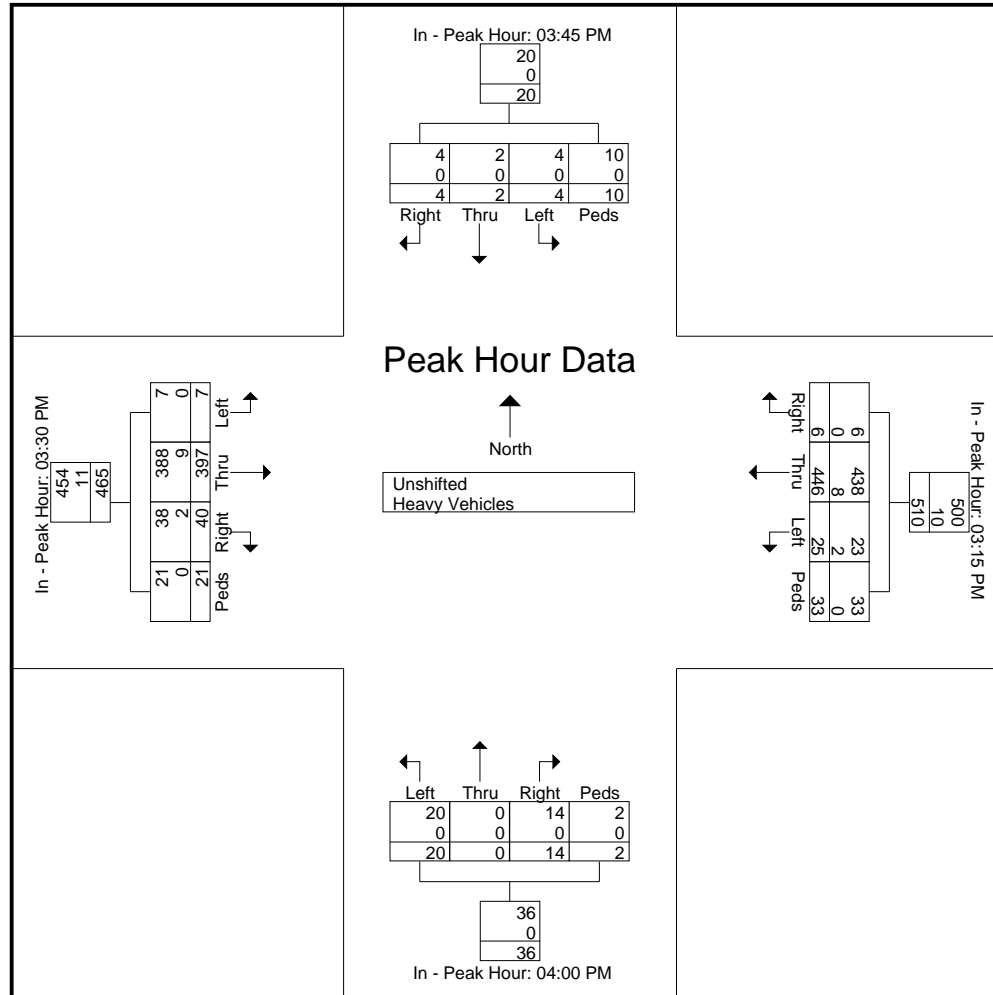 In - Peak Hour: 03:45 PM
20
0
20
4 2 4 10
0 0 0 0
4 2 4 10
Right Thru Left Peds
Peak Hour Data
North
Unshifted
Heavy Vehicles
In - Peak Hour: 03:30 PM
454
11
465
7 388 38 21
0 9 2 0
7 397 40 21
Left Thru Right Peds
In - Peak Hour: 03:15 PM
500
10
510
6 438 23 33
0 8 2 0
6 446 25 33
Right Thru Left Peds
Left Thru Right Peds
20 0 14 2
0 0 0 0
20 0 14 2
36
0
36
In - Peak Hour: 04:00 PM